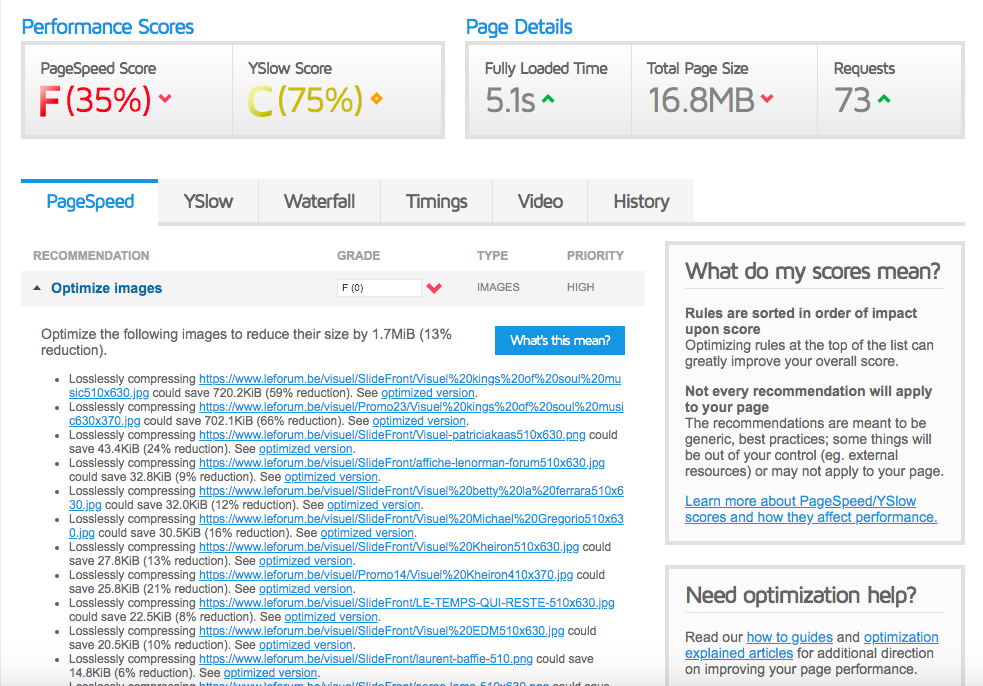 Performance Scores
Page Details
PageSpeed Score
YSlow Score
F(35%)
C(75%)
Fully Loaded Time
Total Page Size
Requests
5.1s
16.8MB
73
PageSpeed
YSlow
Waterfall
Timings
Video
History
RECOMMENDATION
GRADE
TYPE
PRIORITY
Optimize images
F (0)
IMAGES
HIGH
Optimize the following images to reduce their size by 1.7MiB (13%
reduction).
What's this mean?
Losslessly compressing https://www.leforum.be/visuel/SlideFront/Visuel%20kings%20of%20soul%20mu
sic510x630.jpg could save 720.2KiB (59% reduction). See optimized version.
Losslessly compressing https://www.leforum.be/visuel/Promo23/Visuel%20kings%20of%20soul%20musi
c630x370.jpg could save 702.1KiB (66% reduction). See optimized version.
Losslessly compressing https://www.leforum.be/visuel/SlideFront/Visuel-patriciakaas510x630.png could
save 43.4KiB (24% reduction). See optimized version.
Losslessly compressing https://www.leforum.be/visuel/SlideFront/affiche-lenorman-forum510x630.jpg
could save 32.8KiB (9% reduction). See optimized version.
Losslessly compressing https://www.leforum.be/visuel/SlideFront/Visuel%20betty%20la%20ferrara510x6
30.jpg could save 32.0KiB (12% reduction). See optimized version.
Losslessly compressing https://www.leforum.be/visuel/SlideFront/Visuel%20Michael%20Gregorio510x63
0.jpg could save 30.5KiB (16% reduction). See optimized version.
Losslessly compressing https://www.leforum.be/visuel/SlideFront/Visuel%20Kheiron510x630.jpg could
save 27.8KiB (13% reduction). See optimized version.
Losslessly compressing https://www.leforum.be/visuel/Promo14/Visuel%20Kheiron410x370.jpg could
save 25.8KiB (21% reduction). See optimized version.
Losslessly compressing https://www.leforum.be/visuel/SlideFront/LE-TEMPS-QUI-RESTE-510x630.jpg
could save 22.5KiB (8% reduction). See optimized version.
Losslessly compressing https://www.leforum.be/visuel/SlideFront/Visuel%20EDM510x630.jpg could
save 20.5KiB (10% reduction). See optimized version.
Losslessly compressing https://www.leforum.be/visuel/SlideFront/laurent-baffie-510.png could save
14.8KiB (6% reduction). See optimized version.
What do my scores mean?
Rules are sorted in order of impact
upon score
Optimizing rules at the top of the list can
greatly improve your overall score.
Not every recommendation will apply
to your page
The recommendations are meant to be
generic, best practices; some things will
be out of your control (eg. external
resources) or may not apply to your page.
Learn more about PageSpeed/YSlow
scores and how they affect performance.
Need optimization help?
Read our how to guides and optimization
explained articles for additional direction
on improving your page performance.